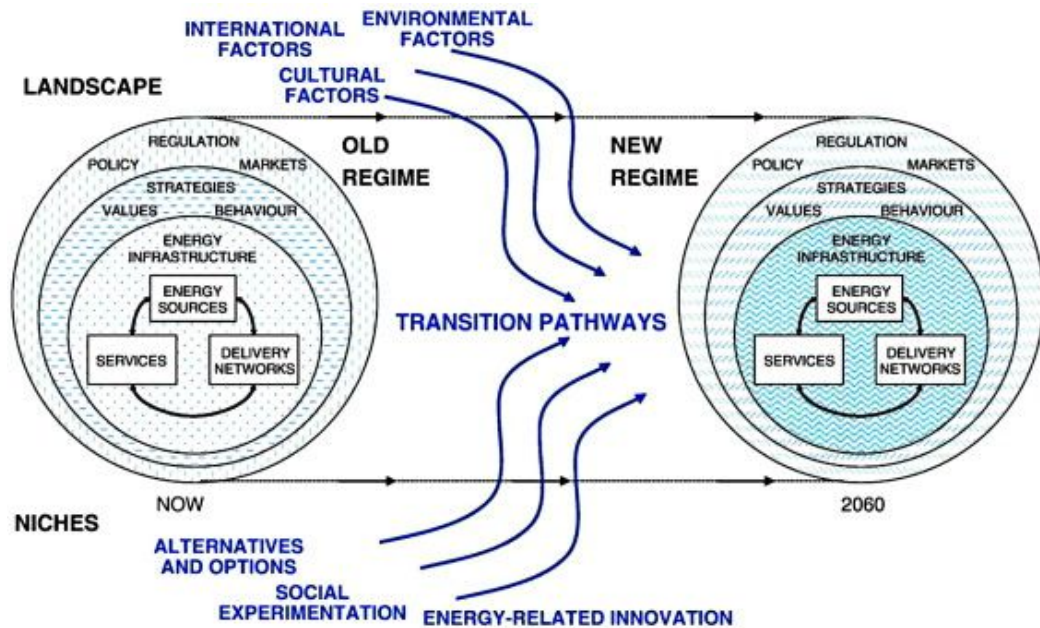 INTERNATIONAL
FACTORS
ENVIRONMENTAL
FACTORS
CULTURAL
FACTORS
LANDSCAPE
OLD
REGIME
NEW
REGIME
REGULATION
POLICY
MARKETS
STRATEGIES
VALUES
BEHAVIOUR
ENERGY
INFRASTRUCTURE
ENERGY
SOURCES
SERVICES
DELIVERY
NETWORKS
NOW
TRANSITION PATHWAYS
REGULATION
POLICY
MARKETS
STRATEGIES
VALUES
BEHAVIOUR
ENERGY
INFRASTRUCTURE
ENERGY
SOURCES
SERVICES
DELIVERY
NETWORKS
2060
NICHES
ALTERNATIVES
AND OPTIONS
SOCIAL
EXPERIMENTATION
ENERGY-RELATED INNOVATION